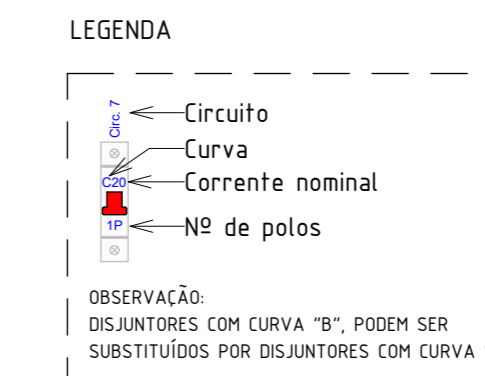 LEGENDA
Circ. 7
Circuito
Curva
C20
Corrente nominal
1P
Nº de polos
OBSERVAÇÃO:
DISJUNTORES COM CURVA "B", PODEM SER
SUBSTITUÍDOS POR DISJUNTORES COM CURVA